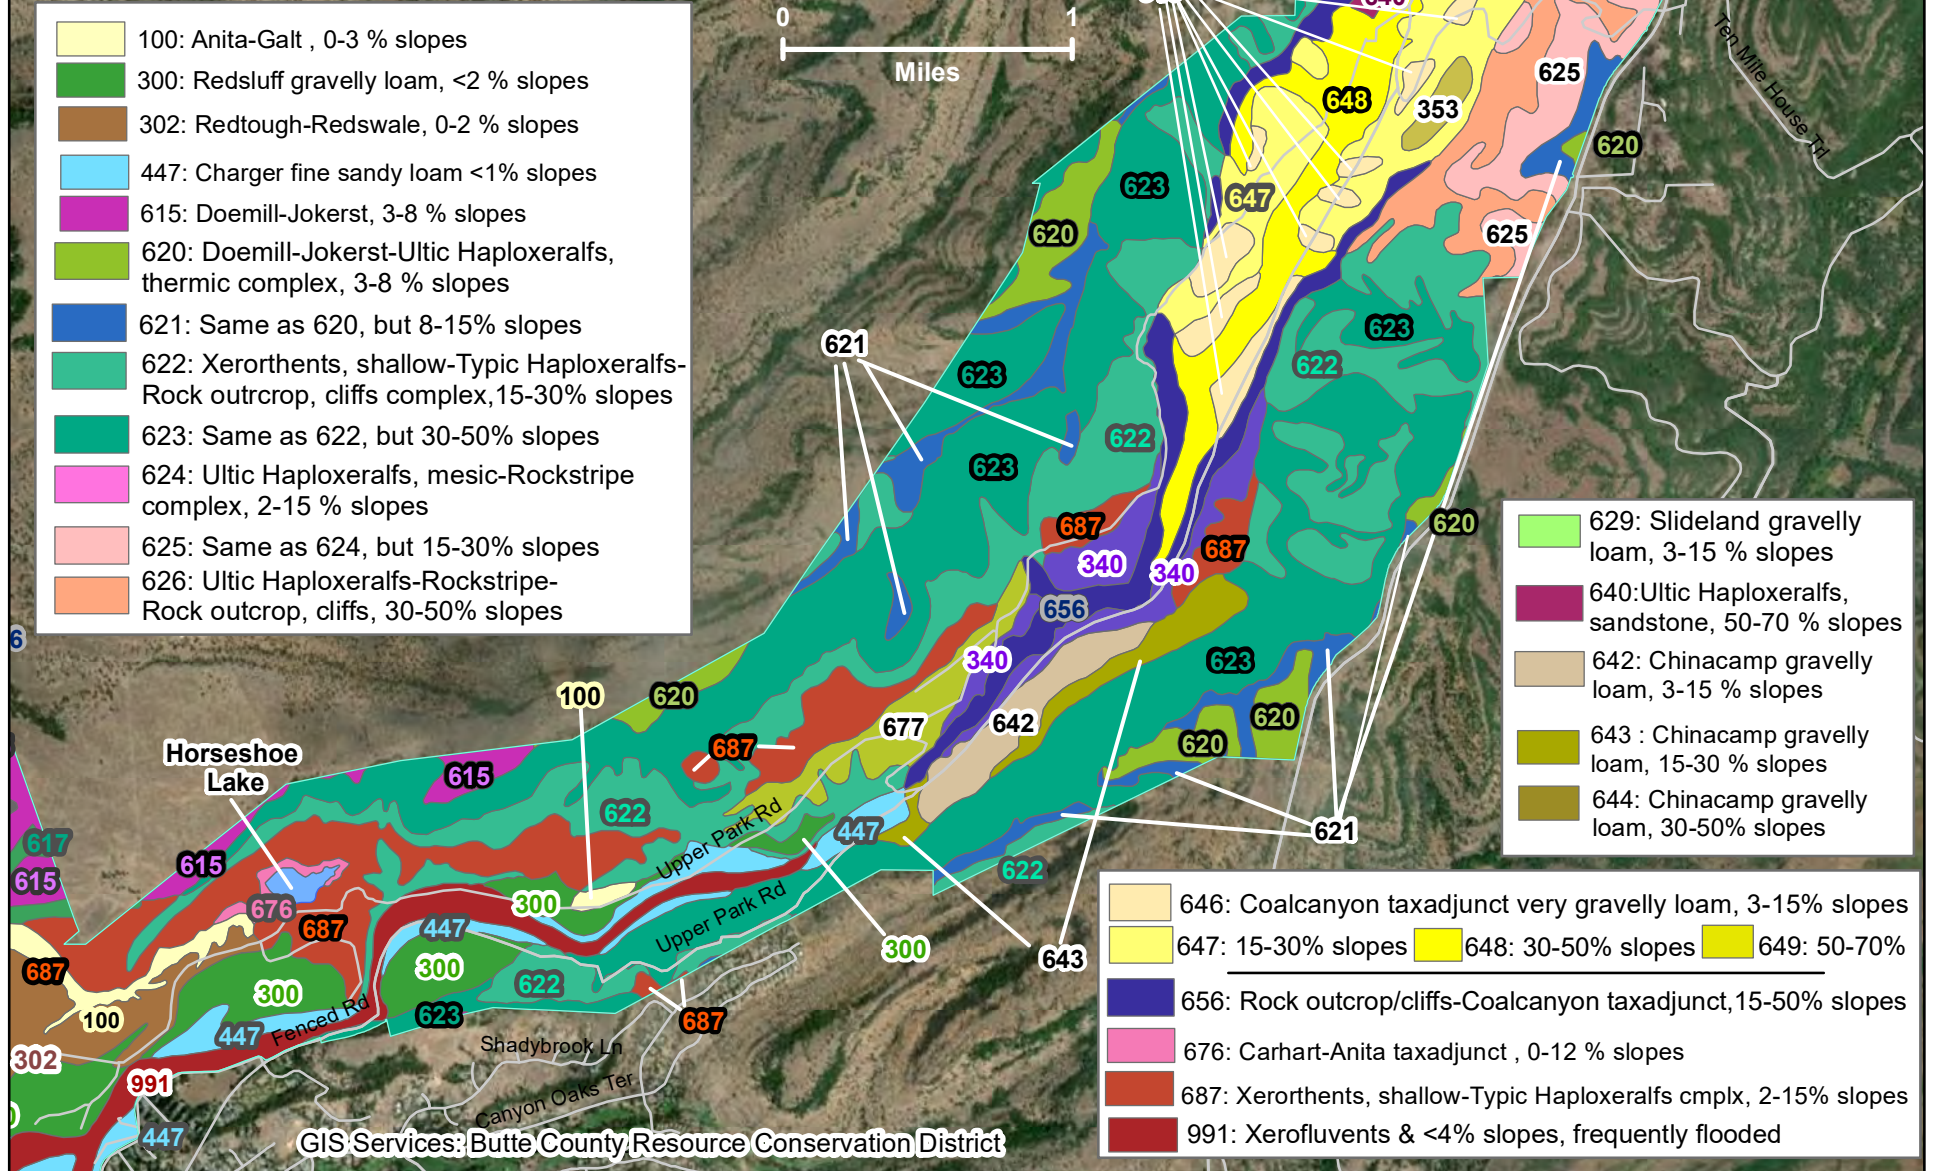 100: Anita-Galt , 0-3 % slopes
300: Redsluff gravelly loam, <2 % slopes
302: Redtough-Redswale, 0-2 % slopes
447: Charger fine sandy loam <1% slopes
615: Doemill-Jokerst, 3-8 % slopes
620: Doemill-Jokerst-Ultic Haploxeralfs,
thermic complex, 3-8 % slopes
621: Same as 620, but 8-15% slopes
622: Xerorthents, shallow-Typic Haploxeralfs-
Rock outrcrop, cliffs complex,15-30% slopes
623: Same as 622, but 30-50% slopes
624: Ultic Haploxeralfs, mesic-Rockstripe
complex, 2-15 % slopes
625: Same as 624, but 15-30% slopes
626: Ultic Haploxeralfs-Rockstripe-
Rock outcrop, cliffs, 30-50% slopes
0 1
Miles
Ten Mile House Trl
625
648
353
620
623
647
620
625
623
621
622
623
622
623
620
687
687
340
340
656
623
340
620
100
620
677
642
687
620
Horseshoe
Lake
615
622
Upper Park Rd
447
621
617
615
615
622
300
676
687
447
Upper Park Rd
300
643
687
300
300
622
100
623
687
447
Fenced Rd
Shadybrook Ln
302
991
Canyon Oaks Ter
447
GIS Services: Butte County Resource Conservation District
629: Slideland gravelly
loam, 3-15 % slopes
640:Ultic Haploxeralfs,
sandstone, 50-70 % slopes
642: Chinacamp gravelly
loam, 3-15 % slopes
643 : Chinacamp gravelly
loam, 15-30 % slopes
644: Chinacamp gravelly
loam, 30-50% slopes
646: Coalcanyon taxadjunct very gravelly loam, 3-15% slopes
647: 15-30% slopes 648: 30-50% slopes 649: 50-70%
656: Rock outcrop/cliffs-Coalcanyon taxadjunct,15-50% slopes
676: Carhart-Anita taxadjunct , 0-12 % slopes
687: Xerorthents, shallow-Typic Haploxeralfs cmplx, 2-15% slopes
991: Xerofluvents & <4% slopes, frequently flooded